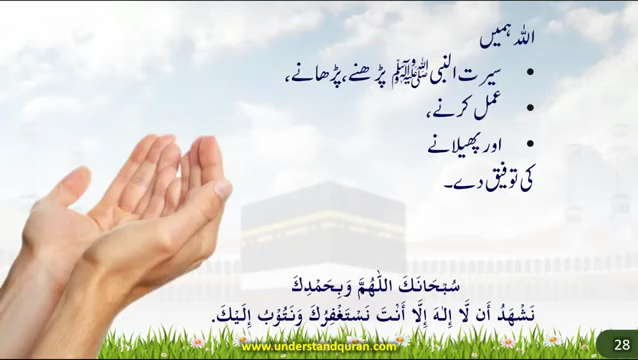 اللہ ہمیں
• سیرت النبی ﷺ پڑھنے، پڑھانے،
• عمل کرنے،
• اور پھیلانے
کی توفیق دے۔
سُبْحَانَكَ اللّٰهُمَّ وَبِحَمْدِكَ
نَشْهَدُ أَن لَّا إِلٰهَ إِلَّا أَنْتَ نَسْتَغْفِرُكَ وَنَتُوْبُ إِلَيْكَ.
www.understandquran.com
28